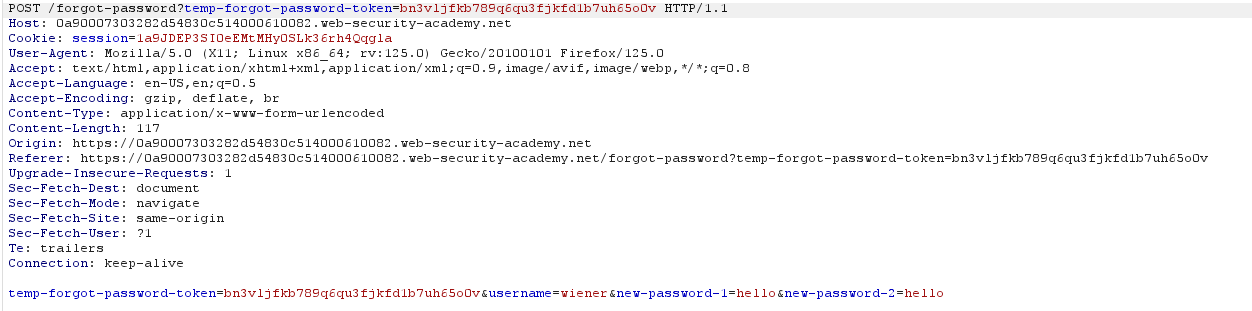 POST /forgot-password?temp-forgot-password-token=bn3vljfkb789q6qu3fjkfd1b7uh65o0v HTTP/1.1
Host: 0a90007303282d54830c514000610082.web-security-academy.net
Cookie: session=1a9JDEP3SI0eEMtMHyOSLk36rh4Qqg1a
User-Agent: Mozilla/5.0 (X11; Linux x86_64; rv:125.0) Gecko/20100101 Firefox/125.0
Accept: text/html,application/xhtml+xml,application/xml;q=0.9,image/avif,image/webp,*/*;q=0.8
Accept-Language: en-US,en;q=0.5
Accept-Encoding: gzip, deflate, br
Content-Type: application/x-www-form-urlencoded
Content-Length: 117
Origin: https://0a90007303282d54830c514000610082.web-security-academy.net
Referer: https://0a90007303282d54830c514000610082.web-security-academy.net/forgot-password?temp-forgot-password-token=bn3vljfkb789q6qu3fjkfd1b7uh65o0v
Upgrade-Insecure-Requests: 1
Sec-Fetch-Dest: document
Sec-Fetch-Mode: navigate
Sec-Fetch-Site: same-origin
Sec-Fetch-User: ?1
Te: trailers
Connection: keep-alive
temp-forgot-password-token=bn3vljfkb789q6qu3fjkfd1b7uh65o0v&username=wiener&new-password-1=hello&new-password-2=hello